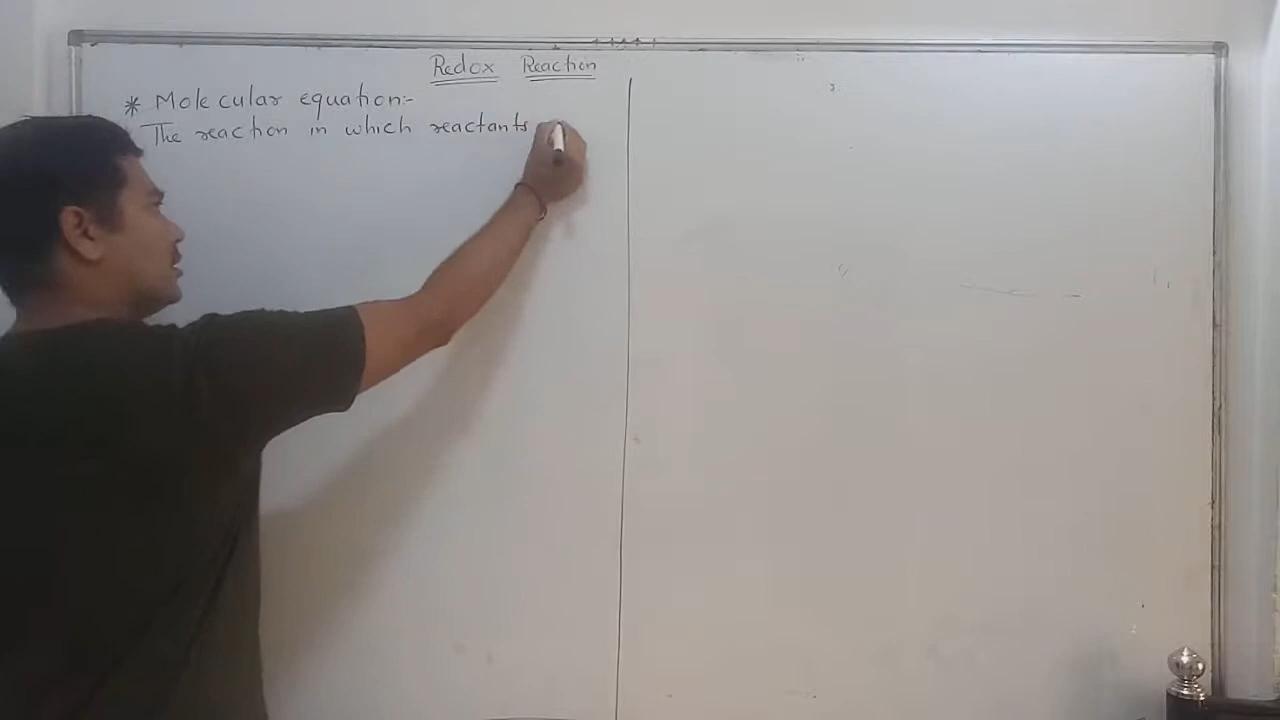 Redox Reaction
* Molecular equation:-
The reaction in which reactants